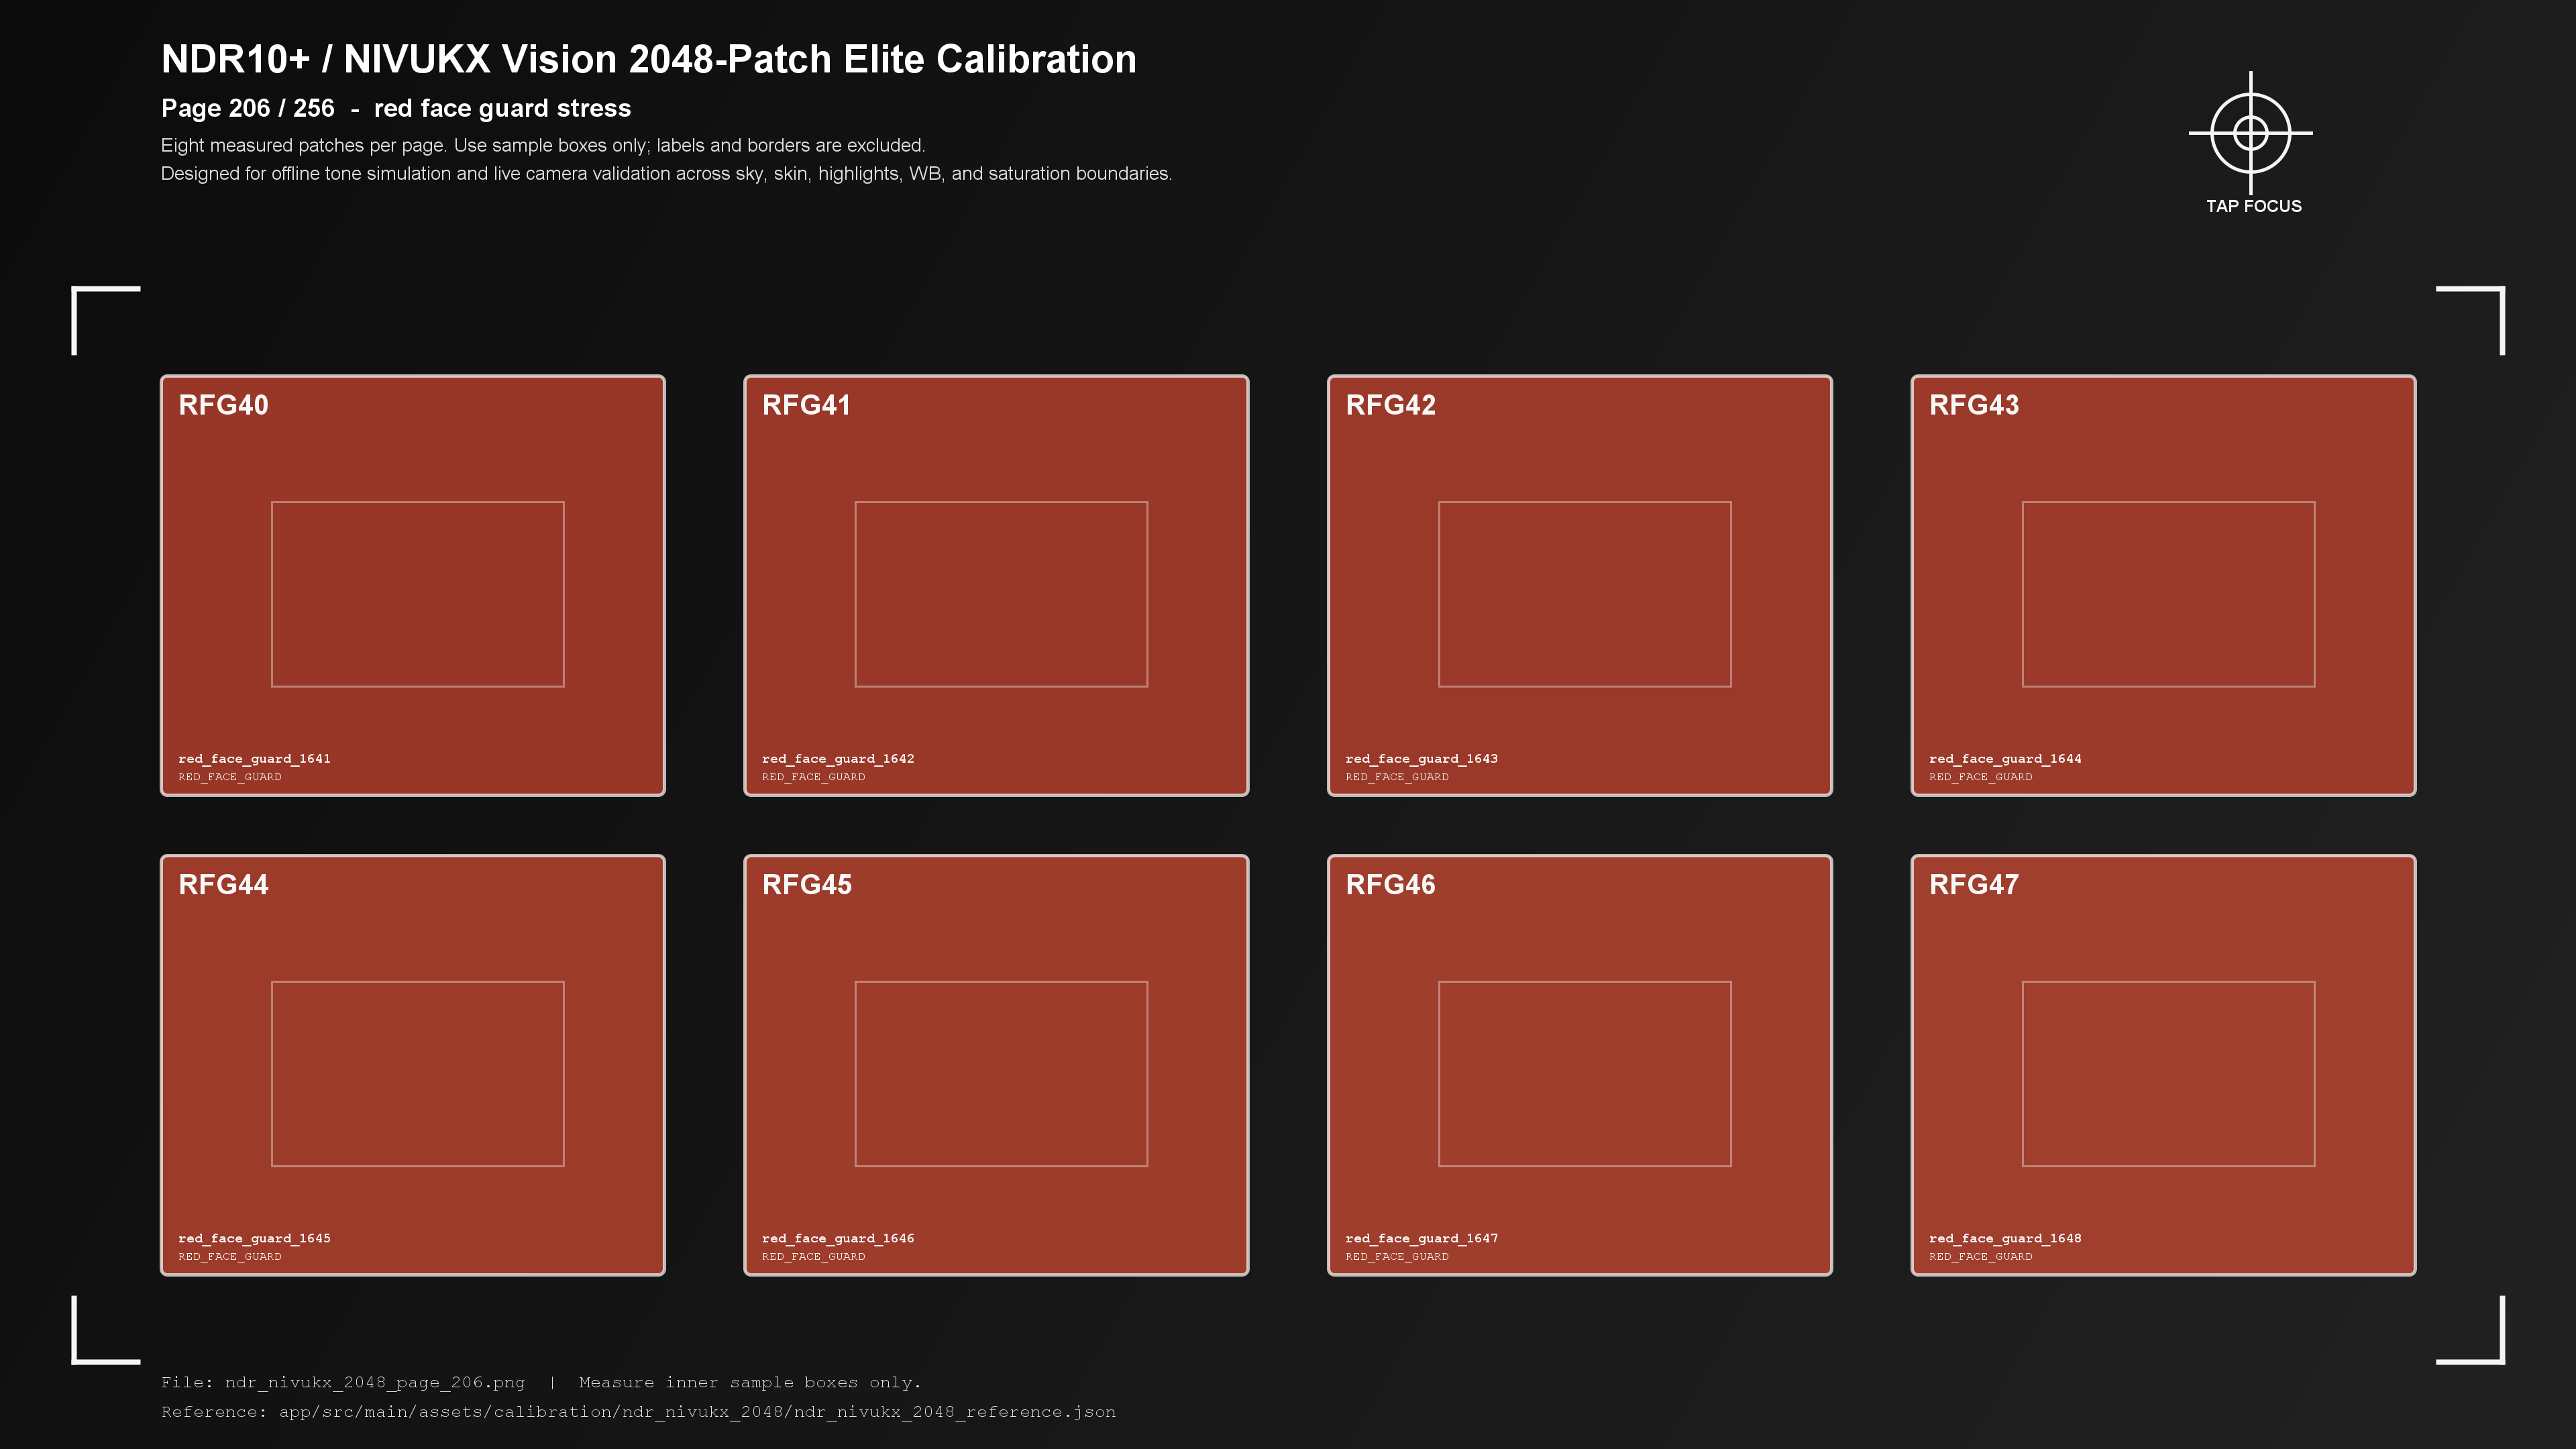 NDR10+ / NIVUKX Vision 2048-Patch Elite Calibration
Page 206 / 256 - red face guard stress
Eight measured patches per page. Use sample boxes only; labels and borders are excluded.
Designed for offline tone simulation and live camera validation across sky, skin, highlights, WB, and saturation boundaries.
TAP FOCUS
RFG40
red_face_guard_1641
RED_FACE_GUARD
RFG41
red_face_guard_1642
RED_FACE_GUARD
RFG42
red_face_guard_1643
RED_FACE_GUARD
RFG43
red_face_guard_1644
RED_FACE_GUARD
RFG44
red_face_guard_1645
RED_FACE_GUARD
RFG45
red_face_guard_1646
RED_FACE_GUARD
RFG46
red_face_guard_1647
RED_FACE_GUARD
RFG47
red_face_guard_1648
RED_FACE_GUARD
File: ndr_nivukx_2048_page_206.png | Measure inner sample boxes only.
Reference: app/src/main/assets/calibration/ndr_nivukx_2048/ndr_nivukx_2048_reference.json